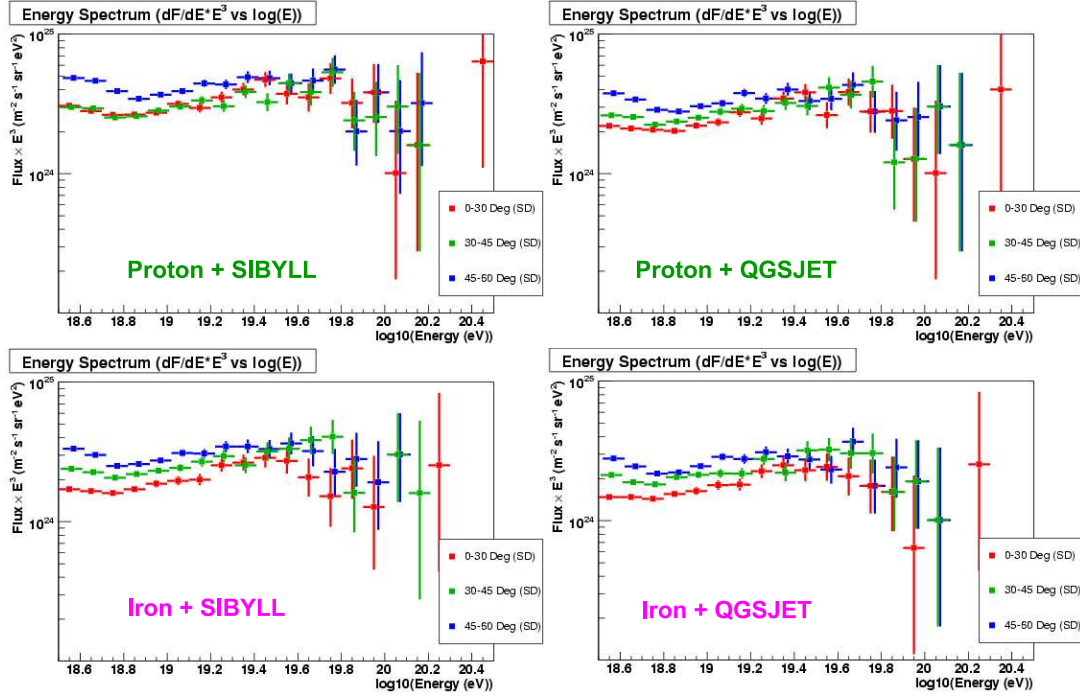 Energy Spectrum (dF/dE*E^3 vs log(E))
Flux × E^3 (m^-2 s^-1 sr^-1 eV^2)
10^25
10^24
0-30 Deg (SD)
30-45 Deg (SD)
45-60 Deg (SD)
Proton + SIBYLL
18.6 18.8 19 19.2 19.4 19.6 19.8 20 20.2 20.4
log10(Energy (eV))
Energy Spectrum (dF/dE*E^3 vs log(E))
Flux × E^3 (m^-2 s^-1 sr^-1 eV^2)
10^25
10^24
0-30 Deg (SD)
30-45 Deg (SD)
45-60 Deg (SD)
Proton + QGSJET
18.6 18.8 19 19.2 19.4 19.6 19.8 20 20.2 20.4
log10(Energy (eV))
Energy Spectrum (dF/dE*E^3 vs log(E))
Flux × E^3 (m^-2 s^-1 sr^-1 eV^2)
10^25
10^24
0-30 Deg (SD)
30-45 Deg (SD)
45-60 Deg (SD)
Iron + SIBYLL
18.6 18.8 19 19.2 19.4 19.6 19.8 20 20.2 20.4
log10(Energy (eV))
Energy Spectrum (dF/dE*E^3 vs log(E))
Flux × E^3 (m^-2 s^-1 sr^-1 eV^2)
10^25
10^24
0-30 Deg (SD)
30-45 Deg (SD)
45-60 Deg (SD)
Iron + QGSJET
18.6 18.8 19 19.2 19.4 19.6 19.8 20 20.2 20.4
log10(Energy (eV))